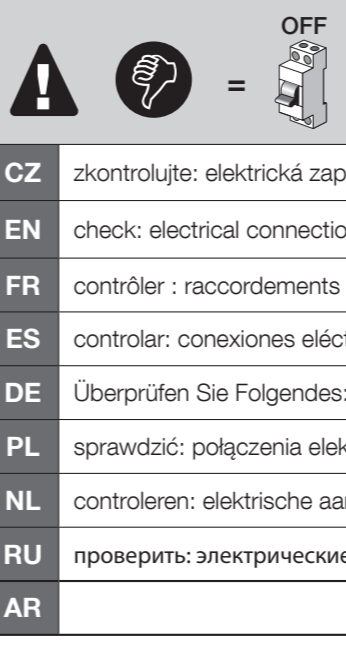 OFF
=
CZ zkontrolujte: elektrická zap
EN check: electrical connectio
FR contrôler : raccordements
ES controlar: conexiones eléct
DE Überprüfen Sie Folgendes:
PL sprawdzić: połączenia elek
NL controleren: elektrische aa
RU проверить: электрические
AR